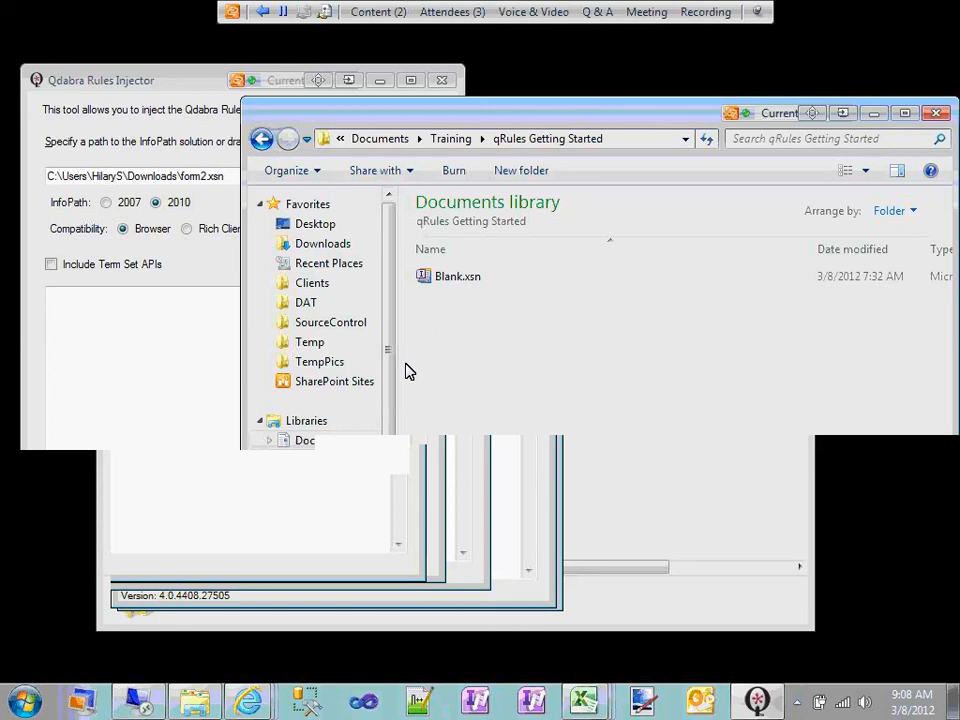 Content (2) Attendees (3) Voice & Video Q & A Meeting Recording
Qdabra Rules Injector Current
This tool allows you to inject the Qdabra Rule
Specify a path to the InfoPath solution or dra
C:\Users\HilaryS\Downloads\form2.xsn
InfoPath: 2007 2010
Compatibility: Browser Rich Clien
Include Term Set APIs
Current
« Documents Training qRules Getting Started Search qRules Getting Started
Organize Share with Burn New folder
Favorites
Desktop
Downloads
Recent Places
Clients
DAT
SourceControl
Temp
TempPics
SharePoint Sites
Libraries
Doc
Documents library
qRules Getting Started
Arrange by: Folder
Name Date modified Type
Blank.xsn 3/8/2012 7:32 AM Micr
Version: 4.0.4408.27505
9:08 AM
3/8/2012